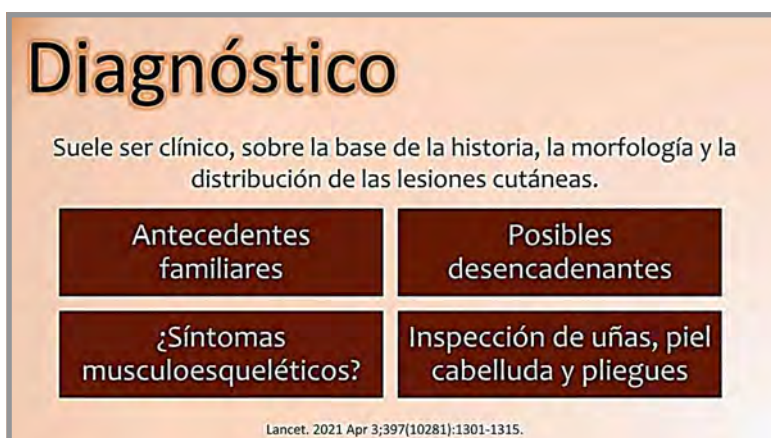 Diagnóstico
Suele ser clínico, sobre la base de la historia, la morfología y la
distribución de las lesiones cutáneas.
Antecedentes
familiares
Posibles
desencadenantes
¿Síntomas
musculoesqueléticos?
Inspección de uñas, piel
cabelluda y pliegues
Lancet. 2021 Apr 3;397(10281):1301-1315.